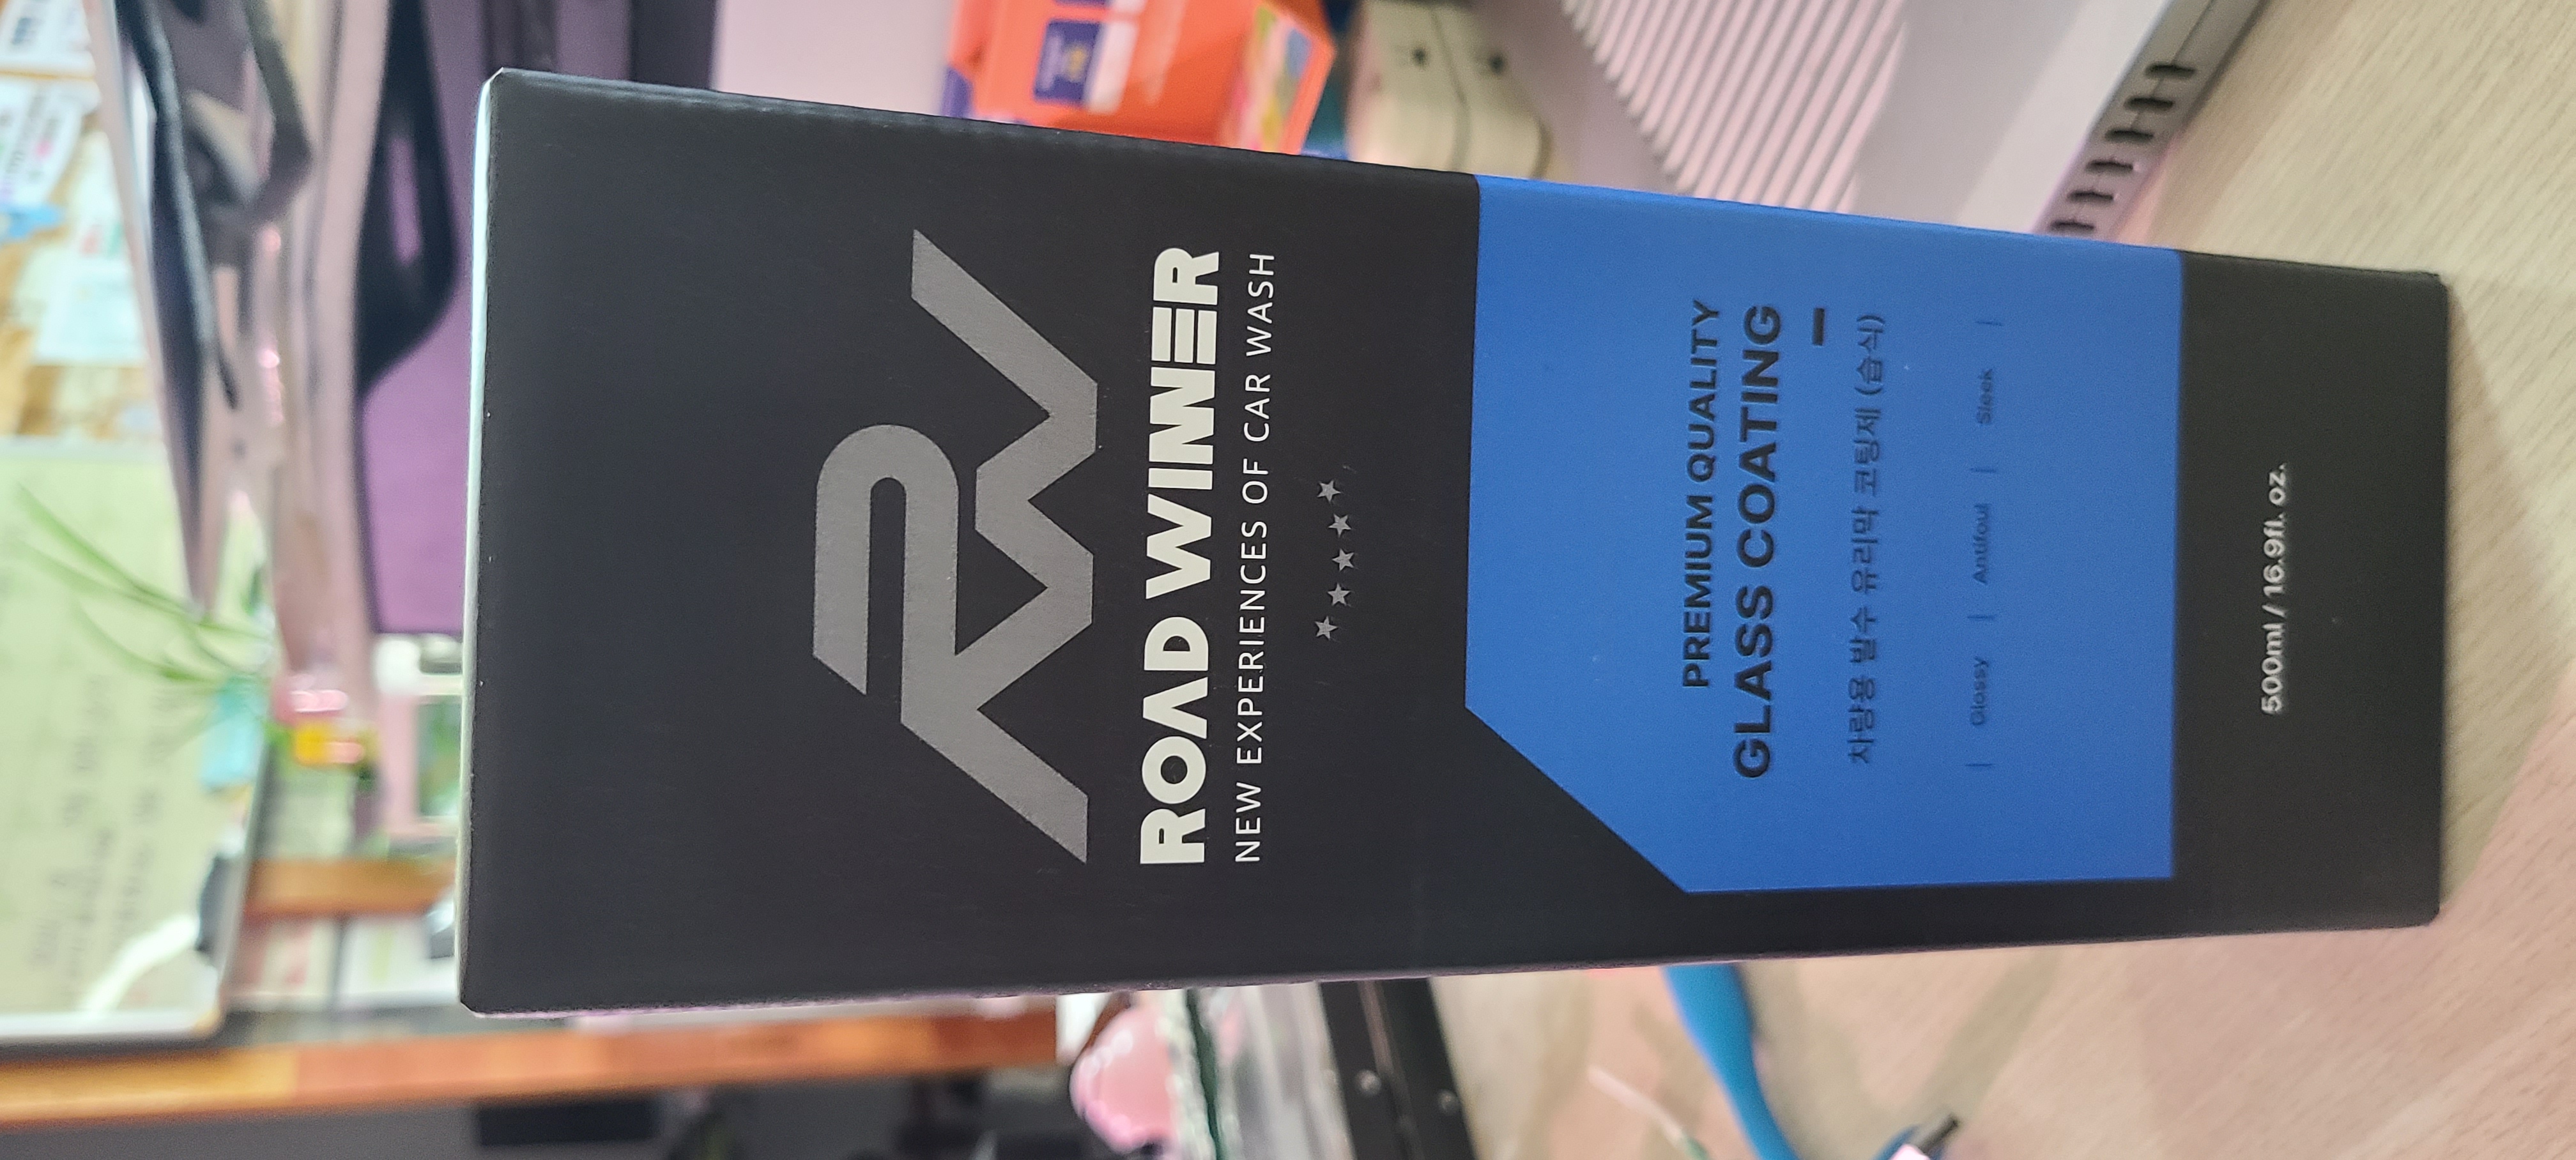 RW
ROAD WINNER
NEW EXPERIENCES OF CAR WASH
PREMIUM QUALITY
GLASS COATING
차량용 발수 유리막 코팅제 (습식)
| Glossy | Antifoul | Sleek |
500ml / 16.9fl. oz.